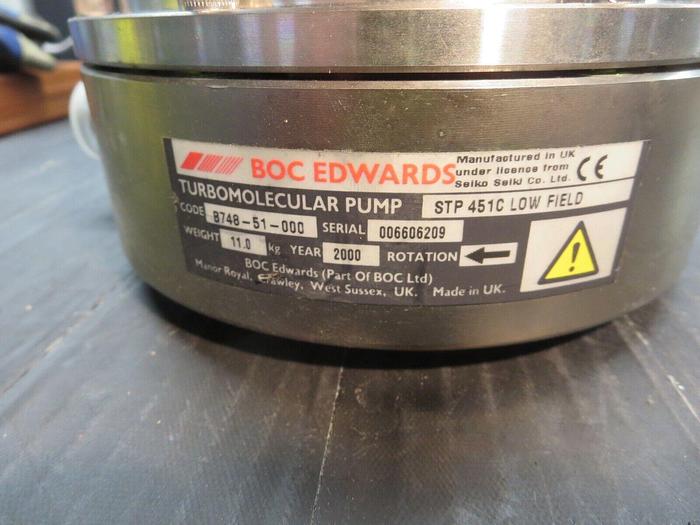 BOC EDWARDS
Manufactured in UK
under licence from
Seiko Seiki Co. Ltd.
CE
TURBOMOLECULAR PUMP STP 451C LOW FIELD
CODE B748-51-000 SERIAL 006606209
WEIGHT 11.0 kg YEAR 2000 ROTATION
BOC Edwards (Part Of BOC Ltd)
Manor Royal, Crawley, West Sussex, UK. Made in UK.